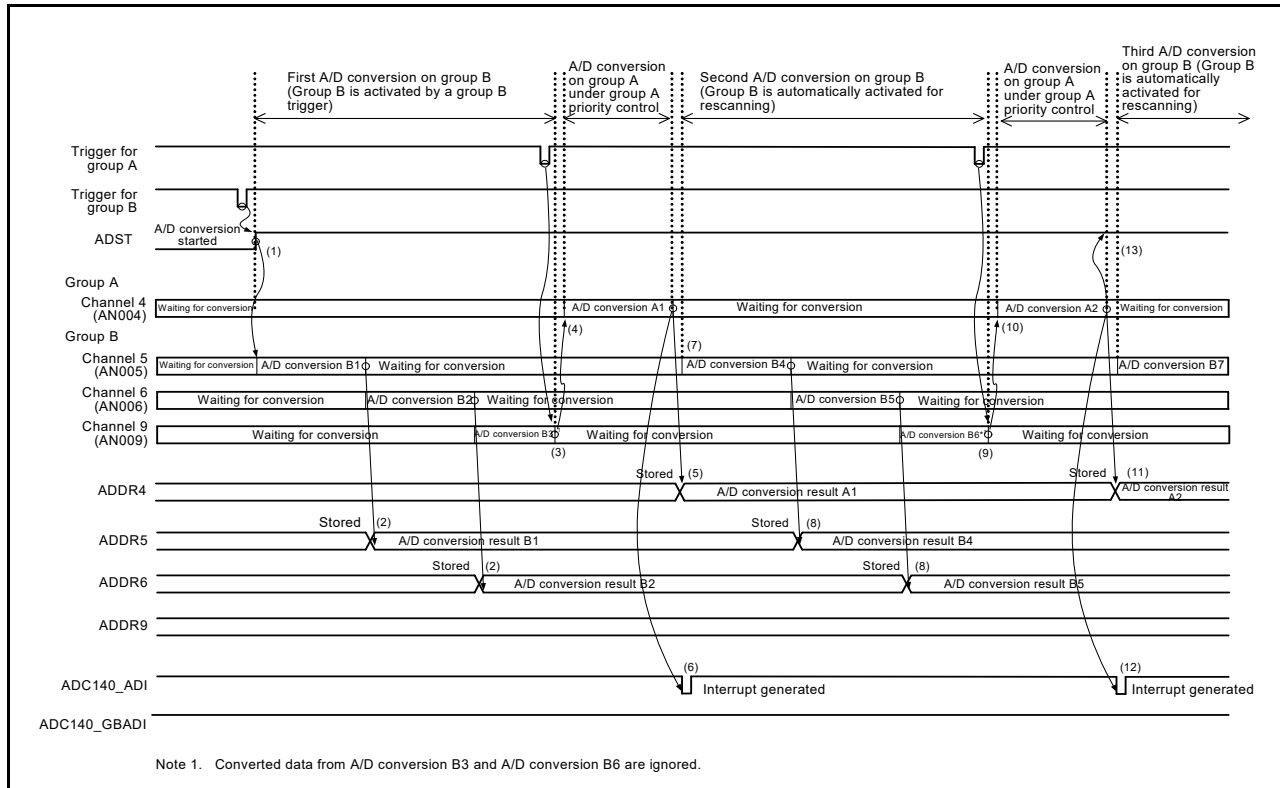 First A/D conversion on group B
(Group B is activated by a group B
trigger)
A/D conversion
on group A
under group A
priority control
Second A/D conversion on group B
(Group B is automatically activated for
rescanning)
A/D conversion
on group A
under group A
priority control
Third A/D conversion
on group B (Group B
is automatically
activated for
rescanning)
Trigger for
group A
Trigger for
group B
ADST
A/D conversion
started
(1)
(13)
Group A
Channel 4
(AN004)
Waiting for conversion
A/D conversion A1
Waiting for conversion
A/D conversion A2
Waiting for conversion
(4)
(10)
Group B
Channel 5
(AN005)
Waiting for conversion
A/D conversion B1
Waiting for conversion
(7)
A/D conversion B4
Waiting for conversion
A/D conversion B7
Channel 6
(AN006)
Waiting for conversion
A/D conversion B2
Waiting for conversion
A/D conversion B5
Waiting for conversion
Channel 9
(AN009)
Waiting for conversion
A/D conversion B3
Waiting for conversion
A/D conversion B6*
Waiting for conversion
(3)
(9)
ADDR4
Stored
(5)
A/D conversion result A1
Stored
(11)
A/D conversion result
A2
ADDR5
Stored
(2)
A/D conversion result B1
Stored
(8)
A/D conversion result B4
ADDR6
Stored
(2)
A/D conversion result B2
Stored
(8)
A/D conversion result B5
ADDR9
ADC140_ADI
(6)
Interrupt generated
(12)
Interrupt generated
ADC140_GBADI
Note 1. Converted data from A/D conversion B3 and A/D conversion B6 are ignored.